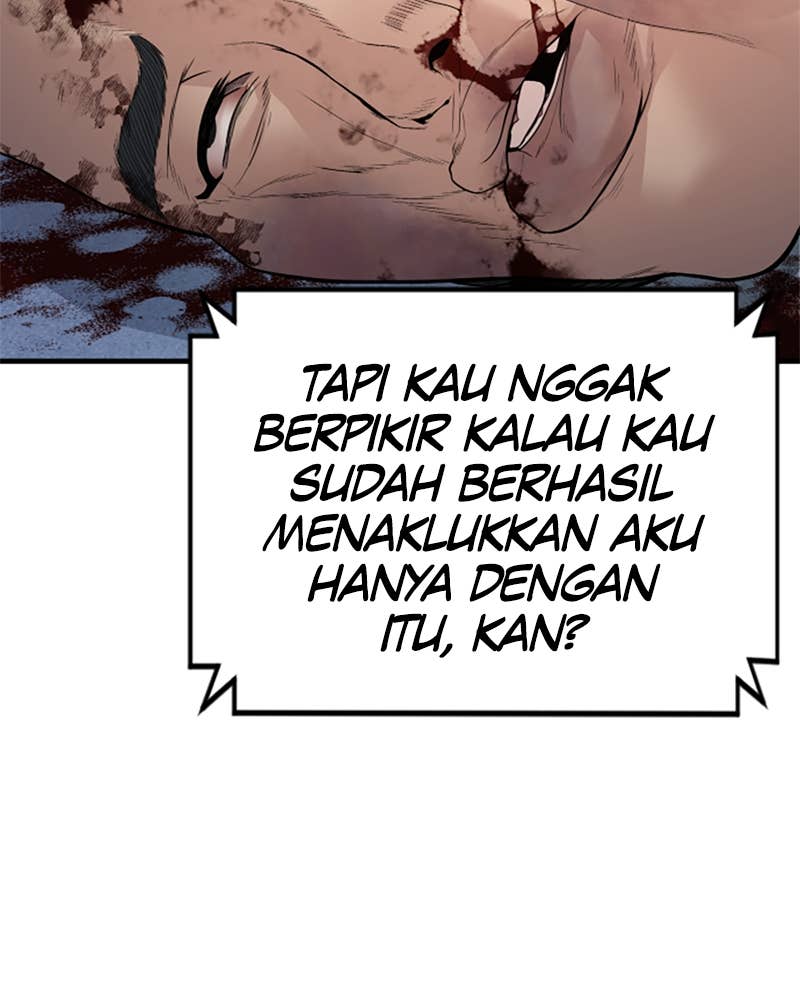 TAPI KAU NGGAK
BERPIKIR KALAU KAU
SUDAH BERHASIL
MENAKLUKKAN AKU
HANYA DENGAN
ITU, KAN?